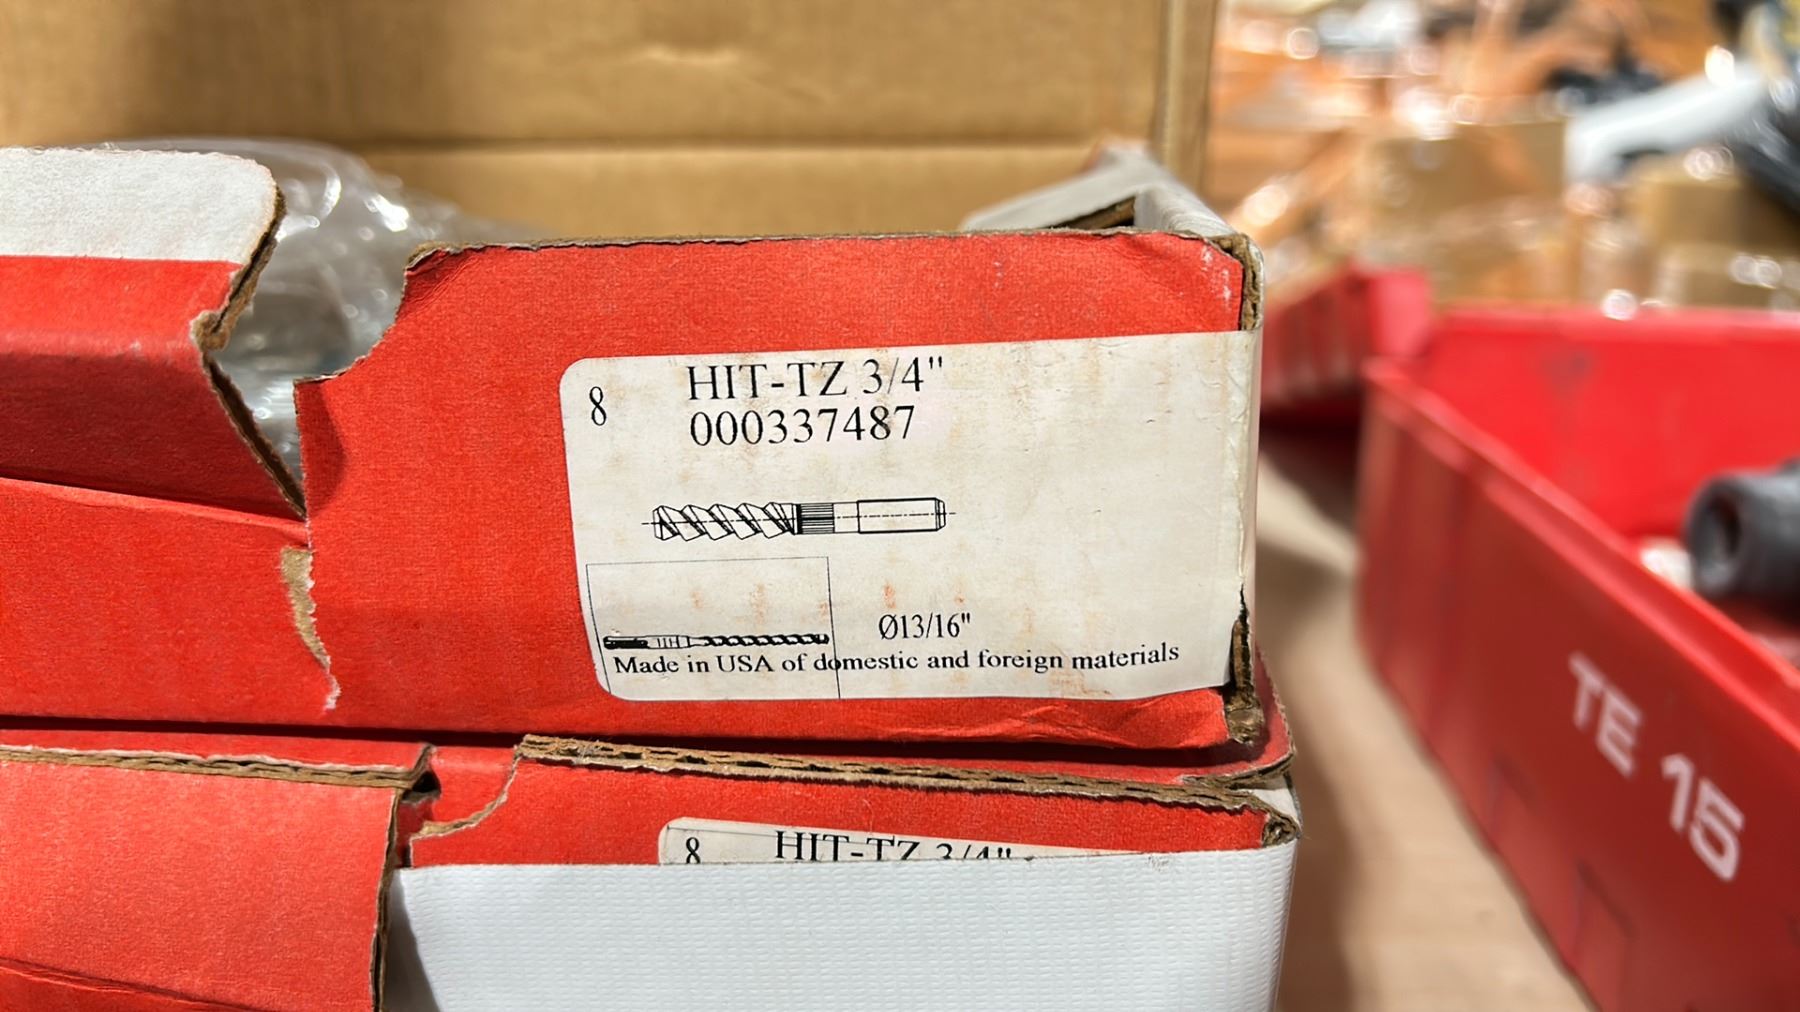 8
HIT-TZ 3/4"
000337487
Ø13/16"
Made in USA of domestic and foreign materials
8
HIT-TZ 3/4"
TE 15